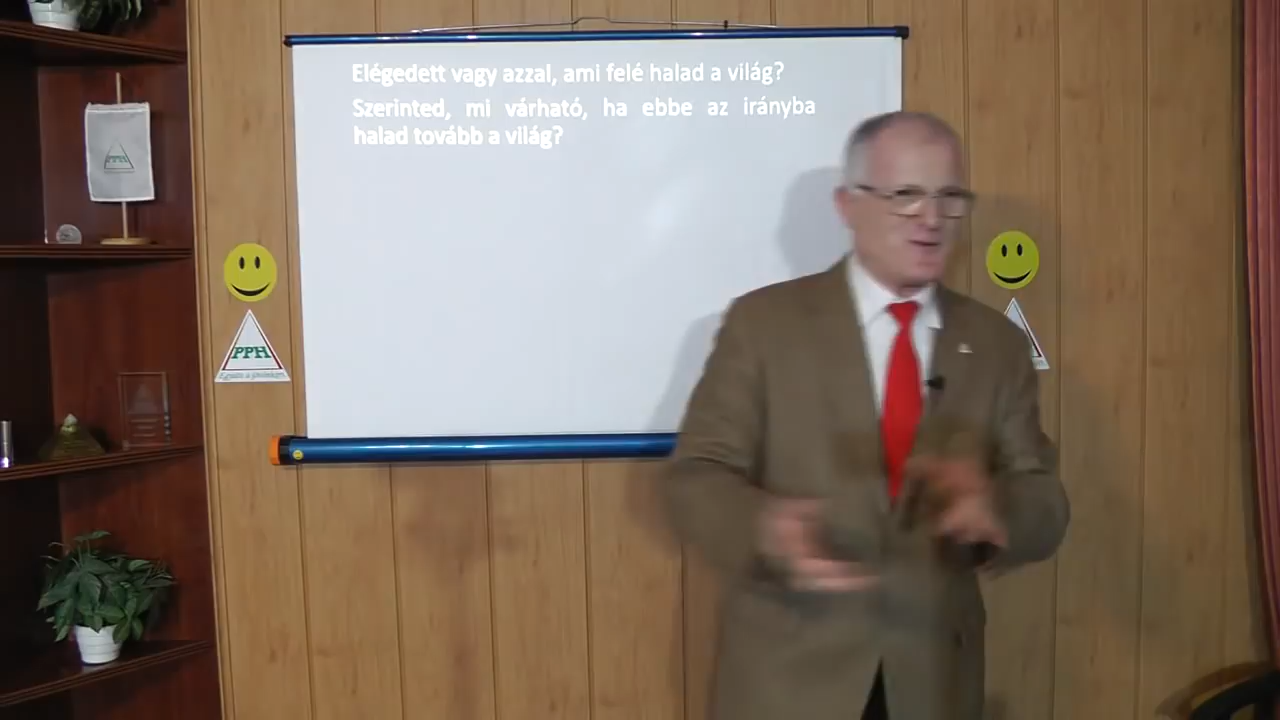 Elégedett vagy azzal, ami felé halad a világ?
Szerinted, mi várható, ha ebbe az irányba
halad tovább a világ?
PPH
PPH